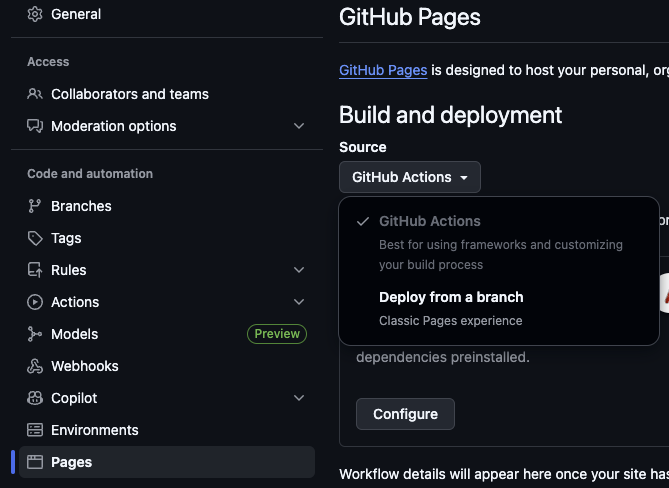 General
Access
Collaborators and teams
Moderation options
Code and automation
Branches
Tags
Rules
Actions
Models Preview
Webhooks
Copilot
Environments
Pages
GitHub Pages
GitHub Pages is designed to host your personal, org
Build and deployment
Source
GitHub Actions
GitHub Actions
Best for using frameworks and customizing
your build process
Deploy from a branch
Classic Pages experience
dependencies preinstalled.
Configure
Workflow details will appear here once your site has